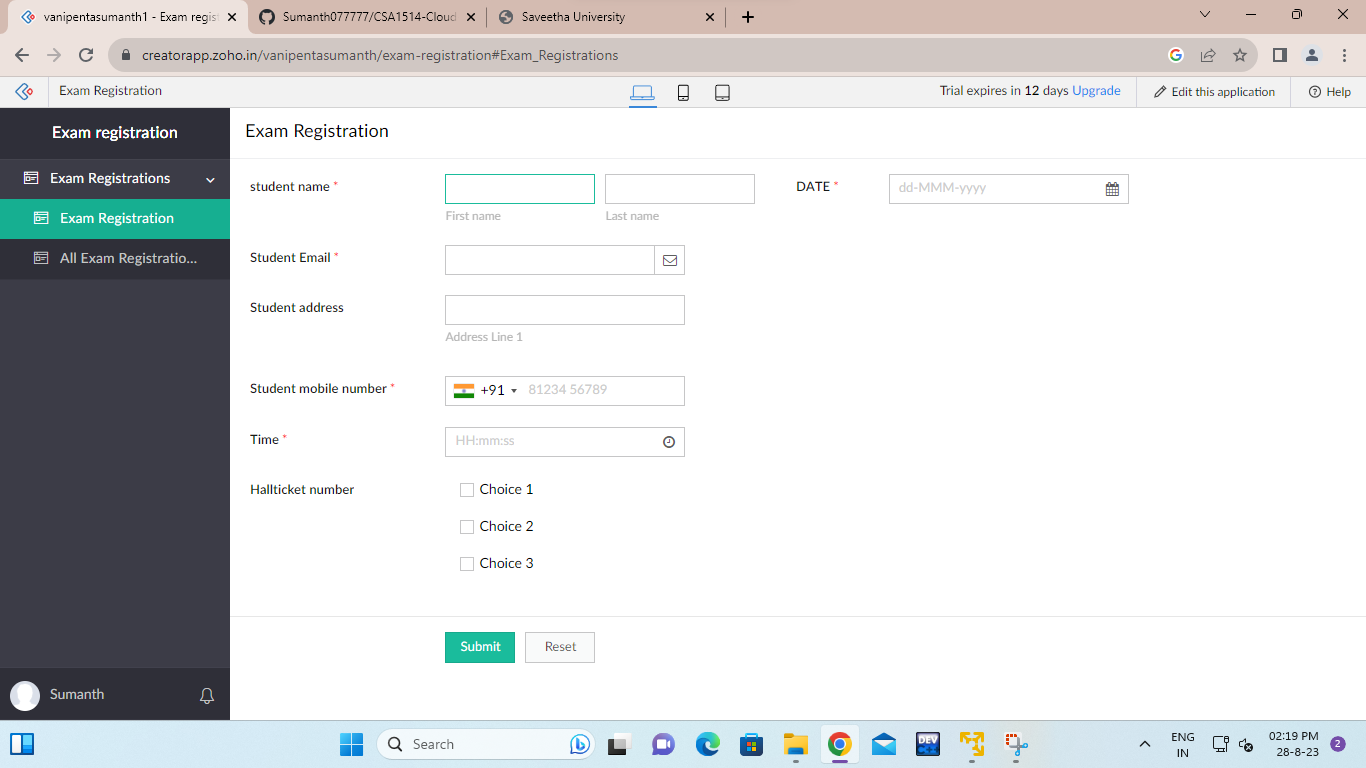 vanipentasumanth1 - Exam regist
Sumanth077777/CSA1514-Cloud
Saveetha University
creatorapp.zoho.in/vanipentasumanth/exam-registration#Exam_Registrations
Exam Registration
Trial expires in 12 days Upgrade
Edit this application
Help
Exam registration
Exam Registrations
Exam Registration
All Exam Registratio...
Sumanth
Exam Registration
student name *
First name
Last name
DATE *
dd-MMM-yyyy
Student Email *
Student address
Address Line 1
Student mobile number *
+91
81234 56789
Time *
HH:mm:ss
Hallticket number
Choice 1
Choice 2
Choice 3
Submit
Reset
Search
DEV
ENG
IN
02:19 PM
28-8-23
2